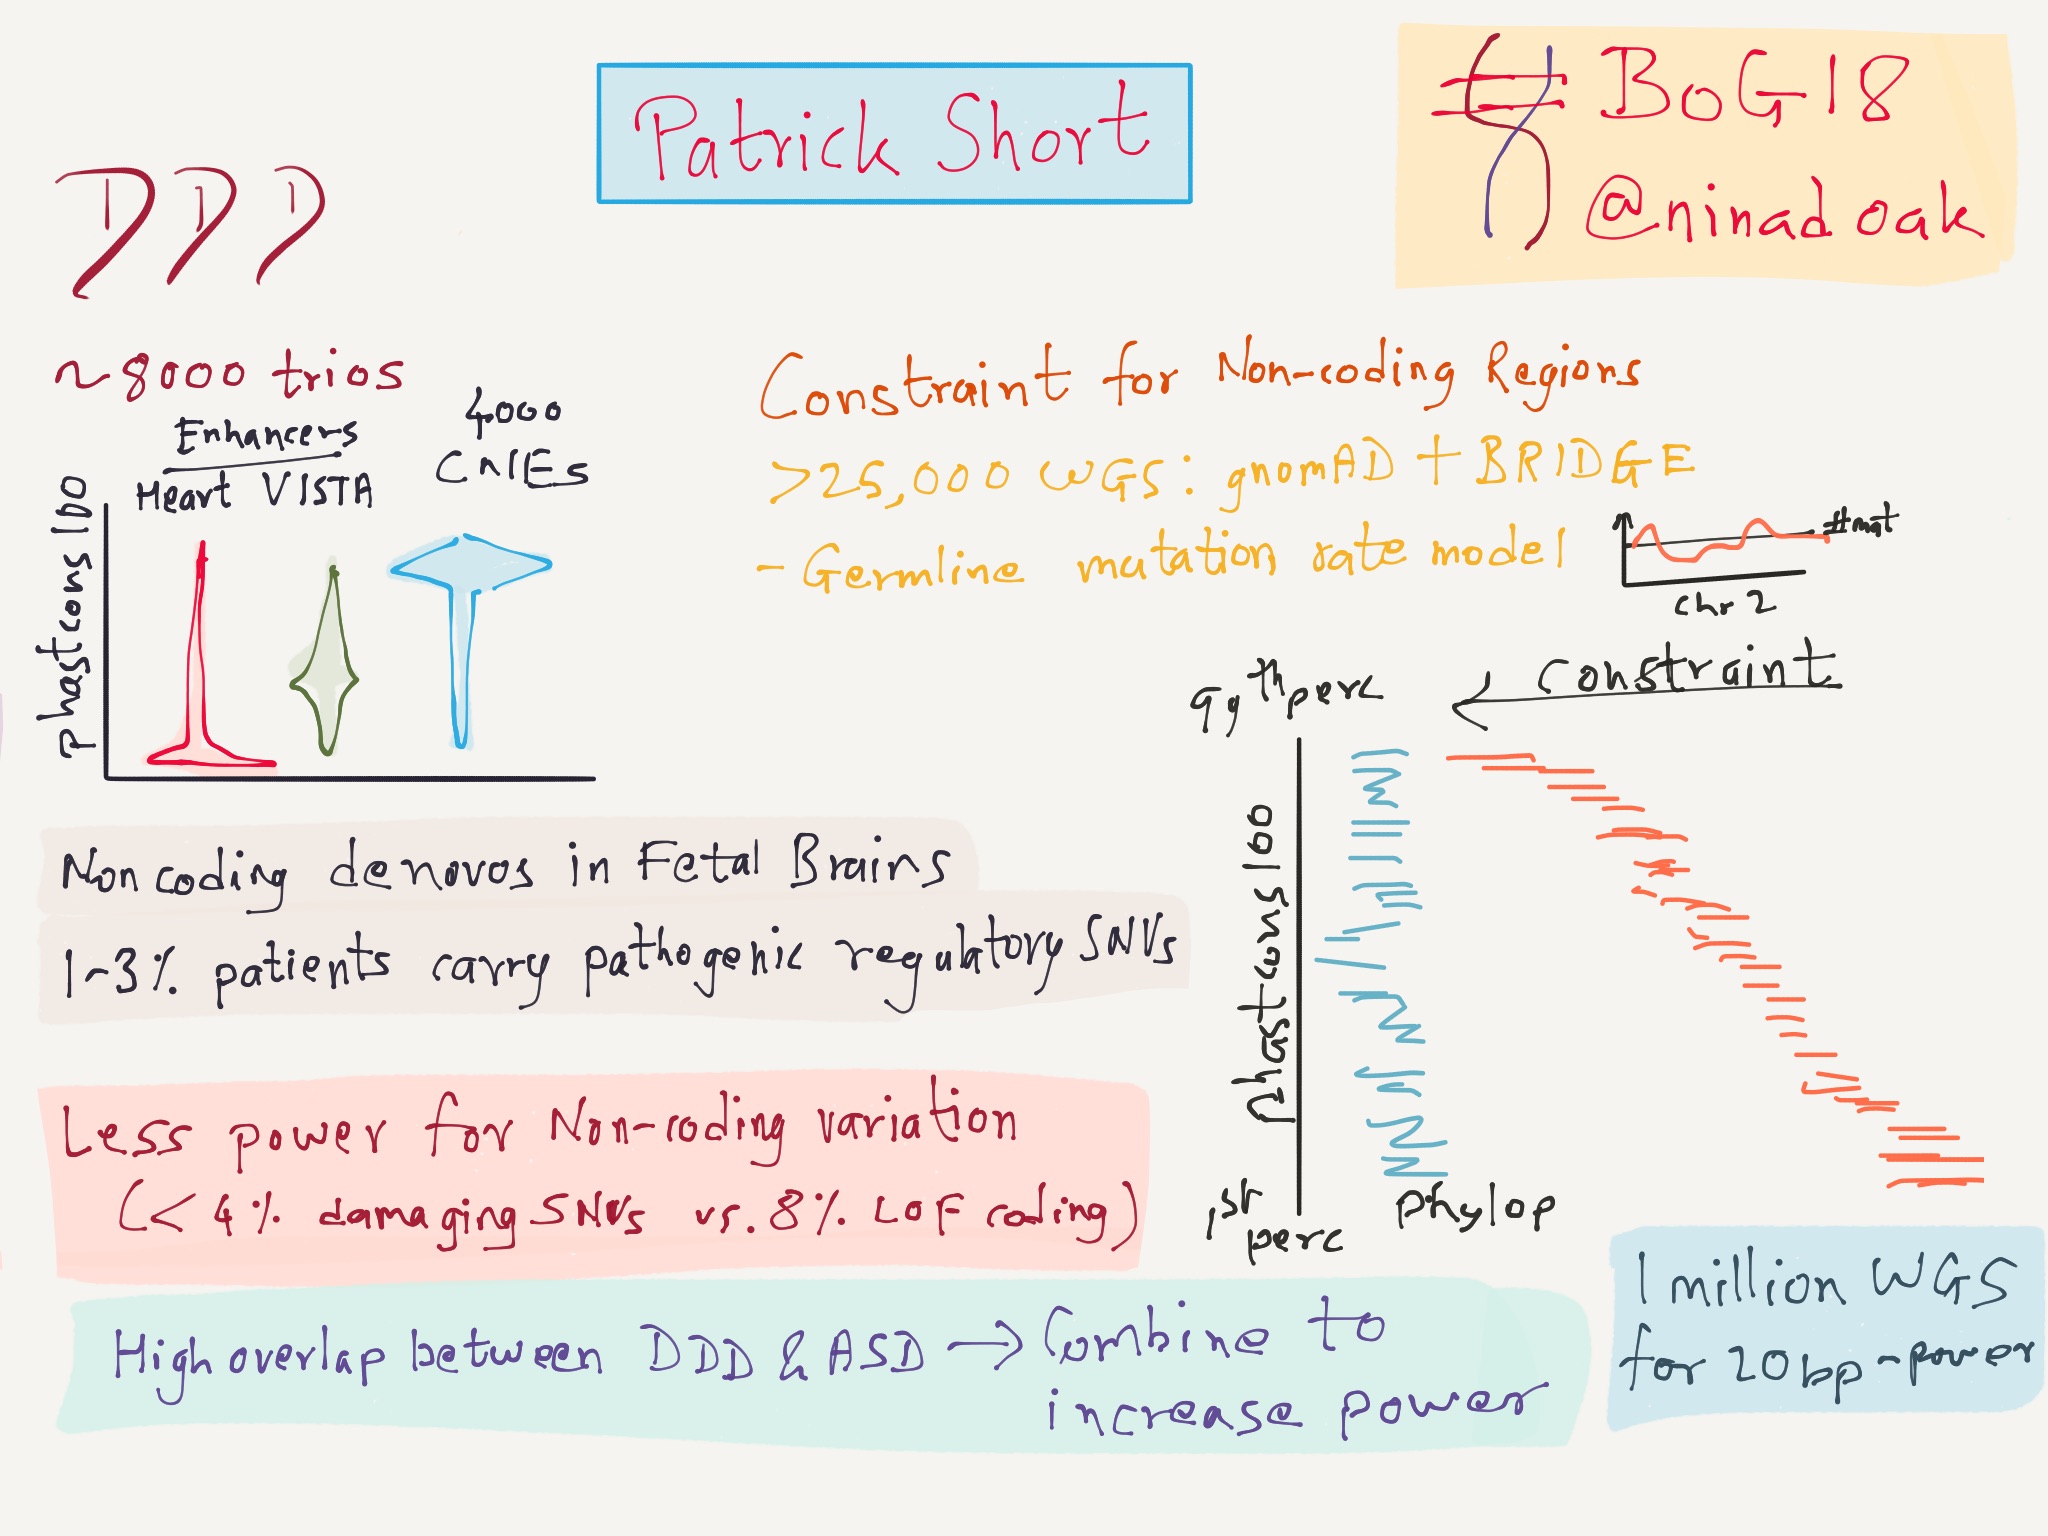 Patrick Short
# BoG18
@ninadoak
DDD
~8000 trios
Enhancers
Heart VISTA
4000
CNEs
phastcons100
Constraint for Non-coding Regions
>25,000 WGS: gnomAD + BRIDGE
- Germline mutation rate model
#mut
chr 2
Non coding denovos in Fetal Brains
1-3% patients carry pathogenic regulatory SNVs
99th perc
constraint
phastcons100
1st perc
Phylop
Less power for Non-coding variation
(<4% damaging SNVs vs. 8% LOF coding)
High overlap between DDD & ASD → Combine to
increase power
1 million WGS
for 20bp-power